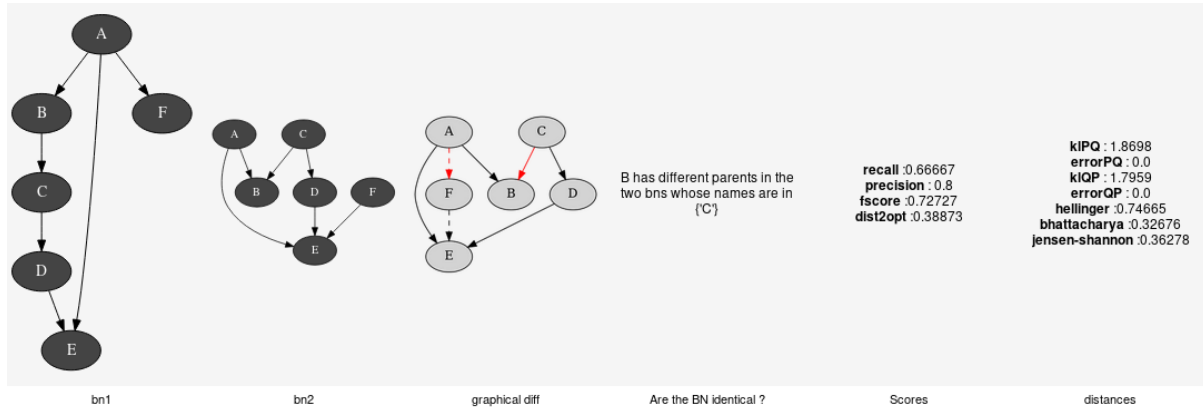 A
B
F
C
D
E
A
C
B
D
F
E
A
C
F
B
D
E
B has different parents in the
two bns whose names are in
{'C'}
recall :0.66667
precision : 0.8
fscore : 0.72727
dist2opt :0.38873
klPQ : 1.8698
errorPQ : 0.0
klQP : 1.7959
errorQP : 0.0
hellinger :0.74665
bhattacharya :0.32676
jensen-shannon :0.36278
bn1
bn2
graphical diff
Are the BN identical ?
Scores
distances